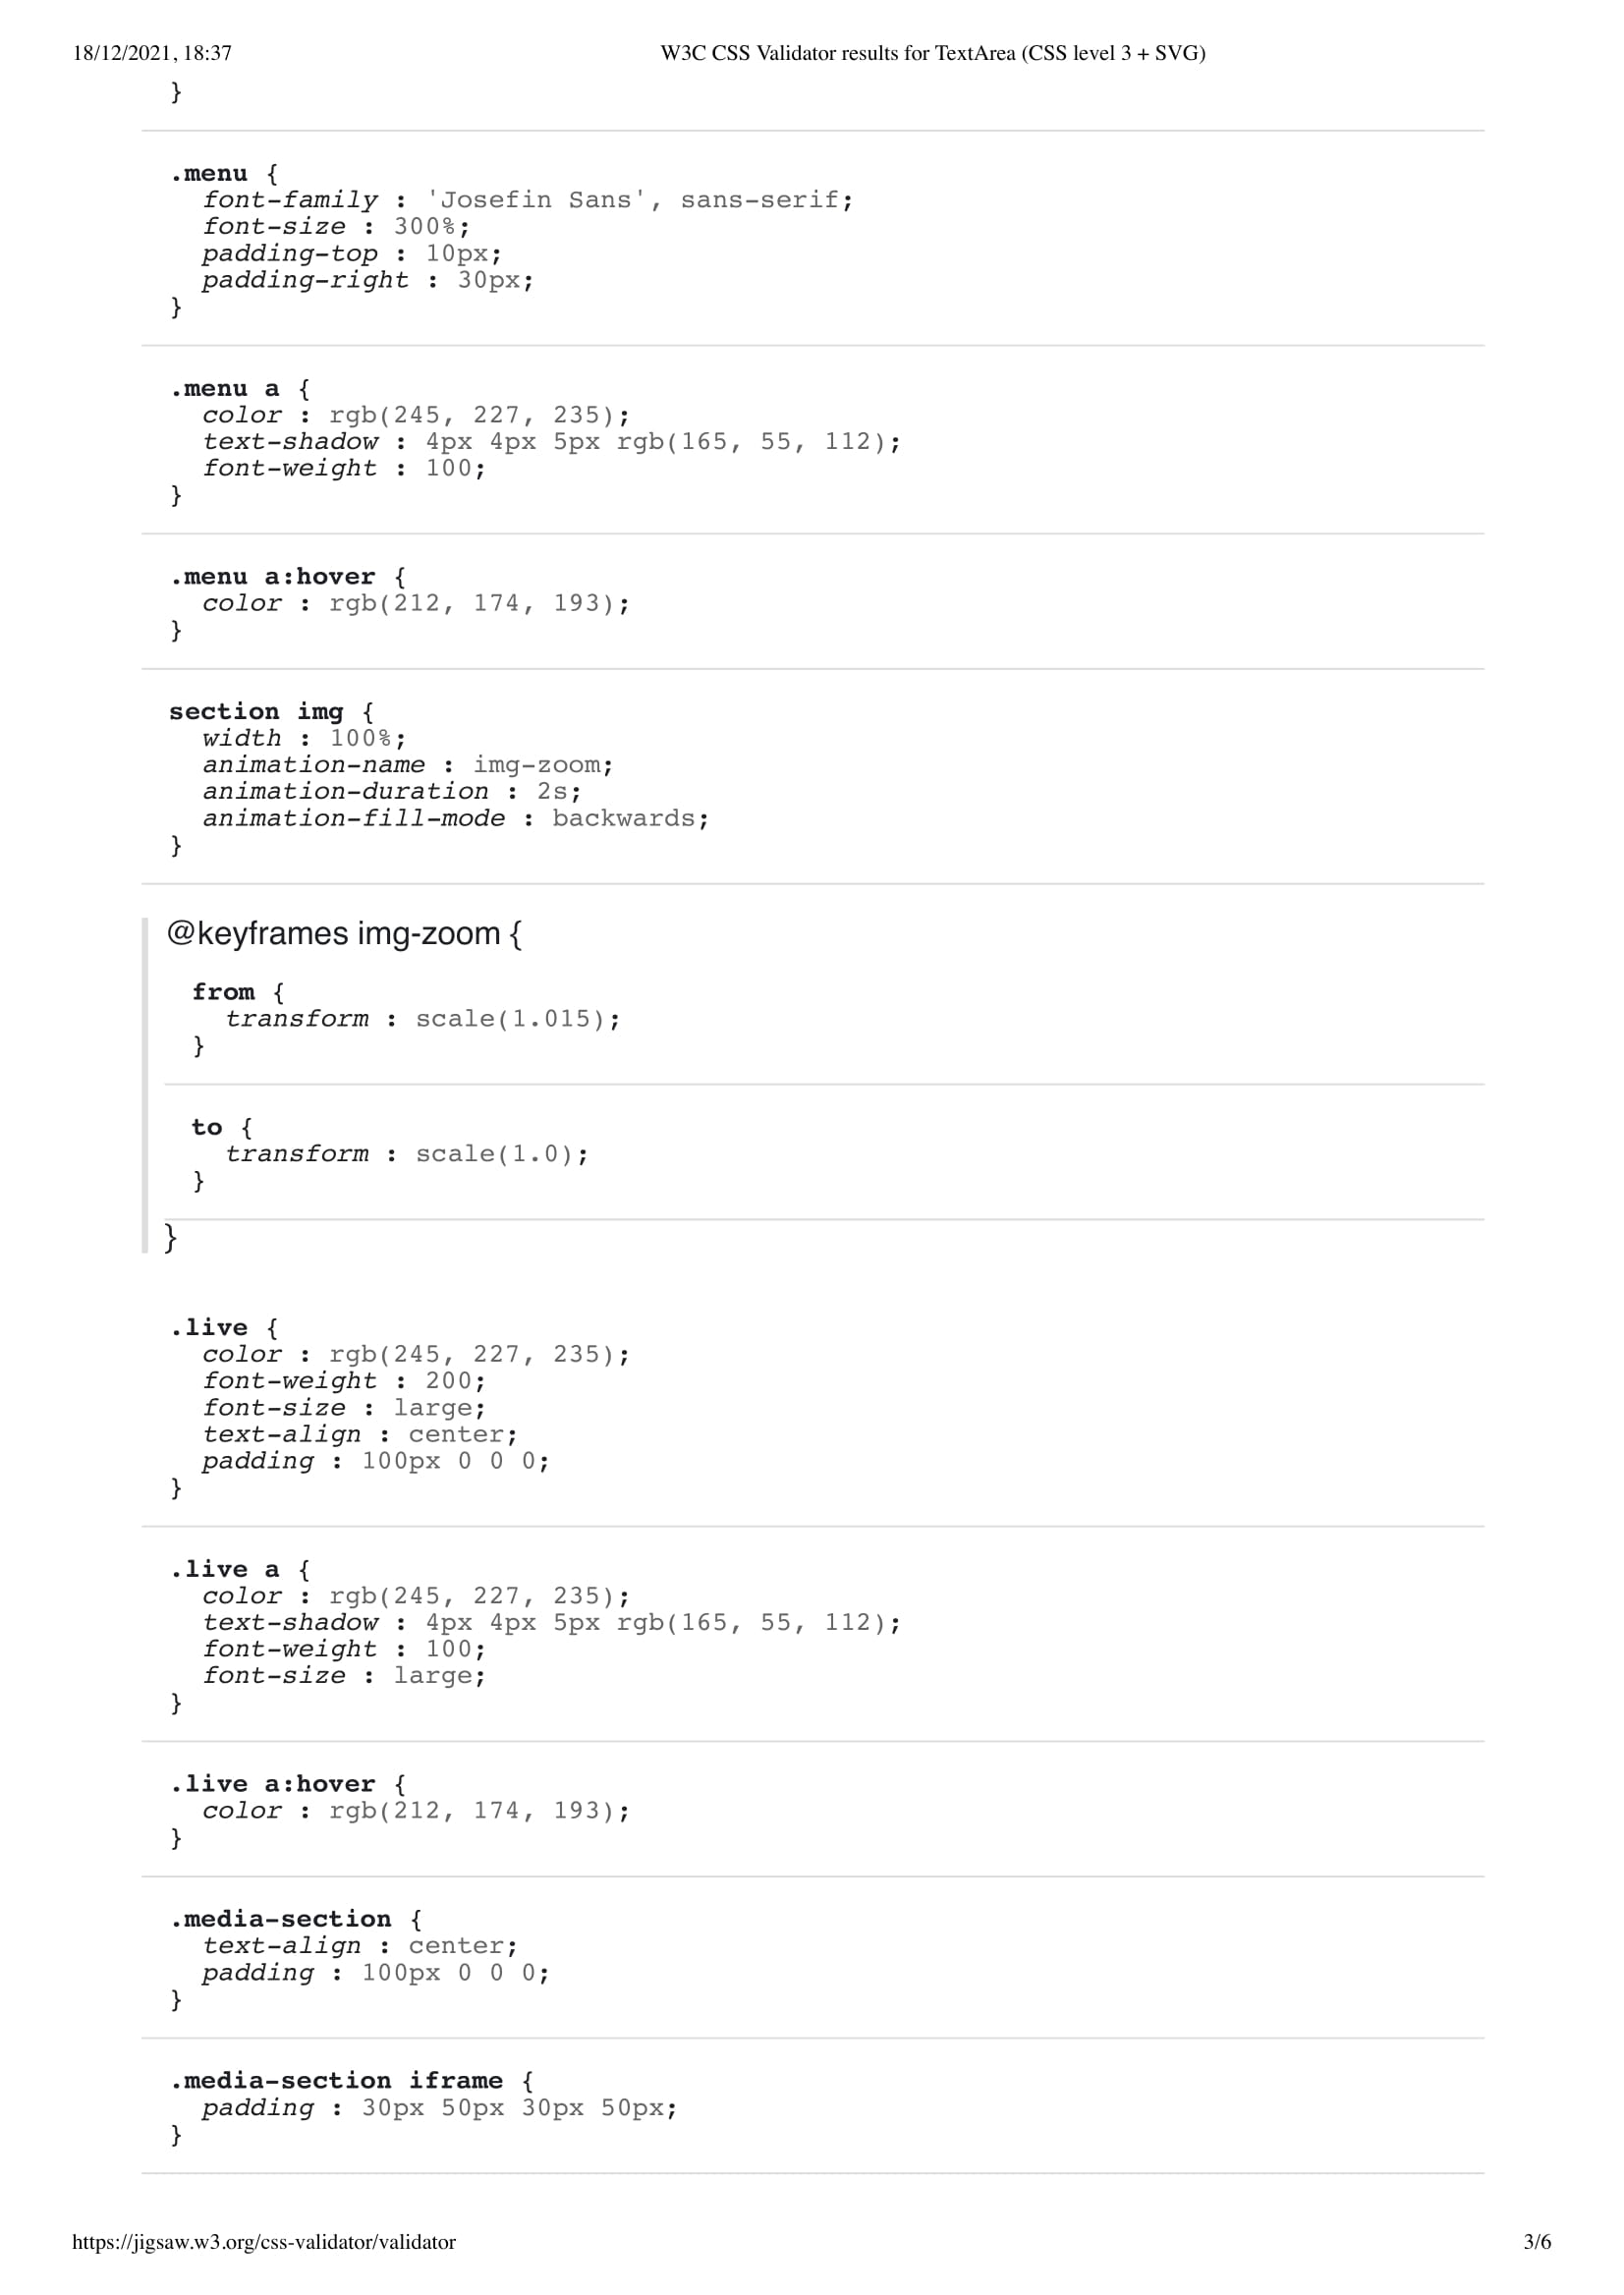 18/12/2021, 18:37 W3C CSS Validator results for TextArea (CSS level 3 + SVG)
}
.menu {
font-family : 'Josefin Sans', sans-serif;
font-size : 300%;
padding-top : 10px;
padding-right : 30px;
}
.menu a {
color : rgb(245, 227, 235);
text-shadow : 4px 4px 5px rgb(165, 55, 112);
font-weight : 100;
}
.menu a:hover {
color : rgb(212, 174, 193);
}
section img {
width : 100%;
animation-name : img-zoom;
animation-duration : 2s;
animation-fill-mode : backwards;
}
@keyframes img-zoom {
from {
transform : scale(1.015);
}
to {
transform : scale(1.0);
}
}
.live {
color : rgb(245, 227, 235);
font-weight : 200;
font-size : large;
text-align : center;
padding : 100px 0 0 0;
}
.live a {
color : rgb(245, 227, 235);
text-shadow : 4px 4px 5px rgb(165, 55, 112);
font-weight : 100;
font-size : large;
}
.live a:hover {
color : rgb(212, 174, 193);
}
.media-section {
text-align : center;
padding : 100px 0 0 0;
}
.media-section iframe {
padding : 30px 50px 30px 50px;
}
https://jigsaw.w3.org/css-validator/validator 3/6